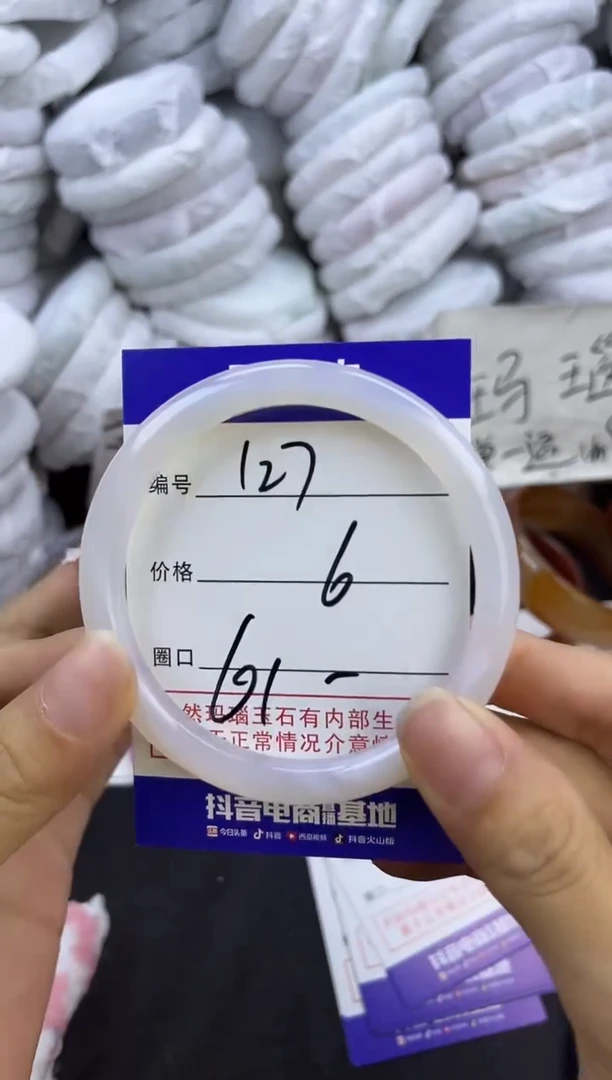 玛瑙
编号 127
价格 6
圈口 61 -
然玛瑙玉石有内部生
正常情况介意
抖音电商直播基地
今日头条 抖音 西瓜视频 抖音火山版